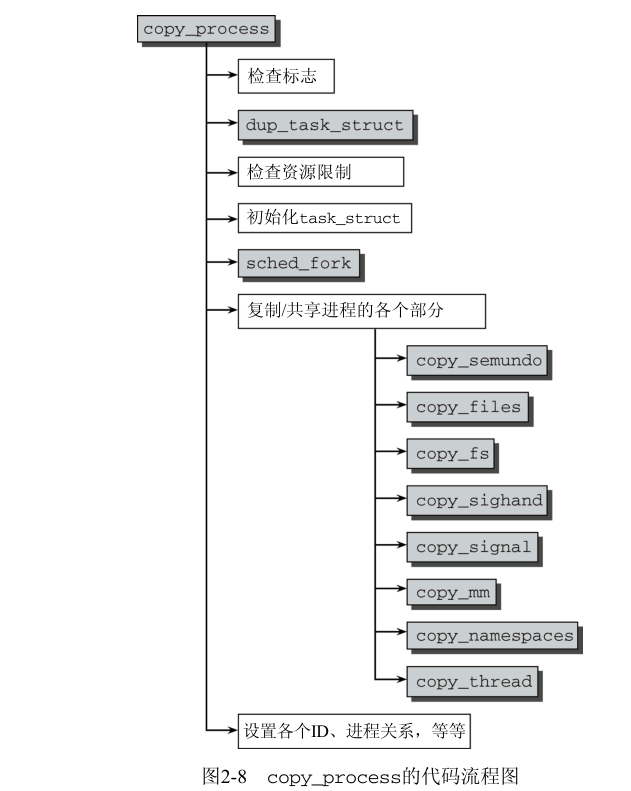 copy_process
检查标志
dup_task_struct
检查资源限制
初始化task_struct
sched_fork
复制/共享进程的各个部分
copy_semundo
copy_files
copy_fs
copy_sighand
copy_signal
copy_mm
copy_namespaces
copy_thread
设置各个ID、进程关系，等等
图2-8 copy_process的代码流程图